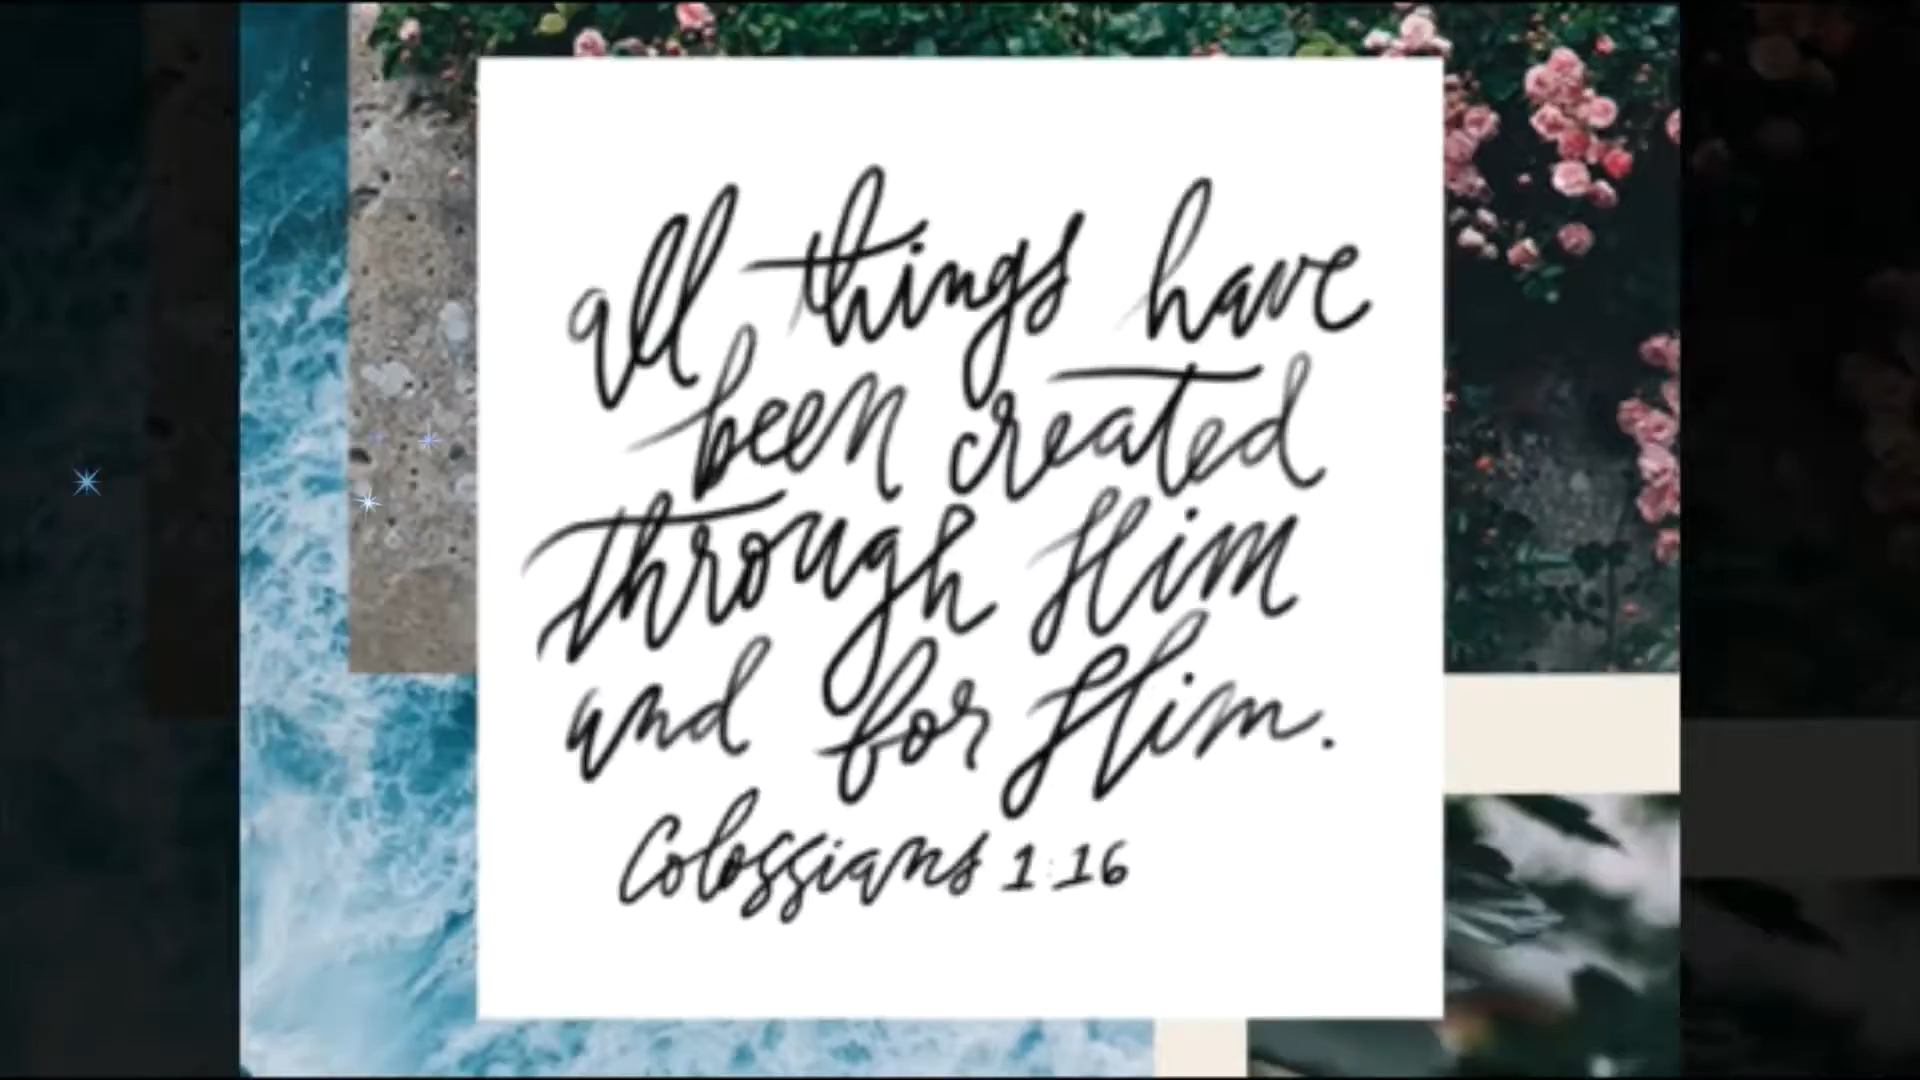 all things have
been created
through Him
and for Him.
Colossians 1:16